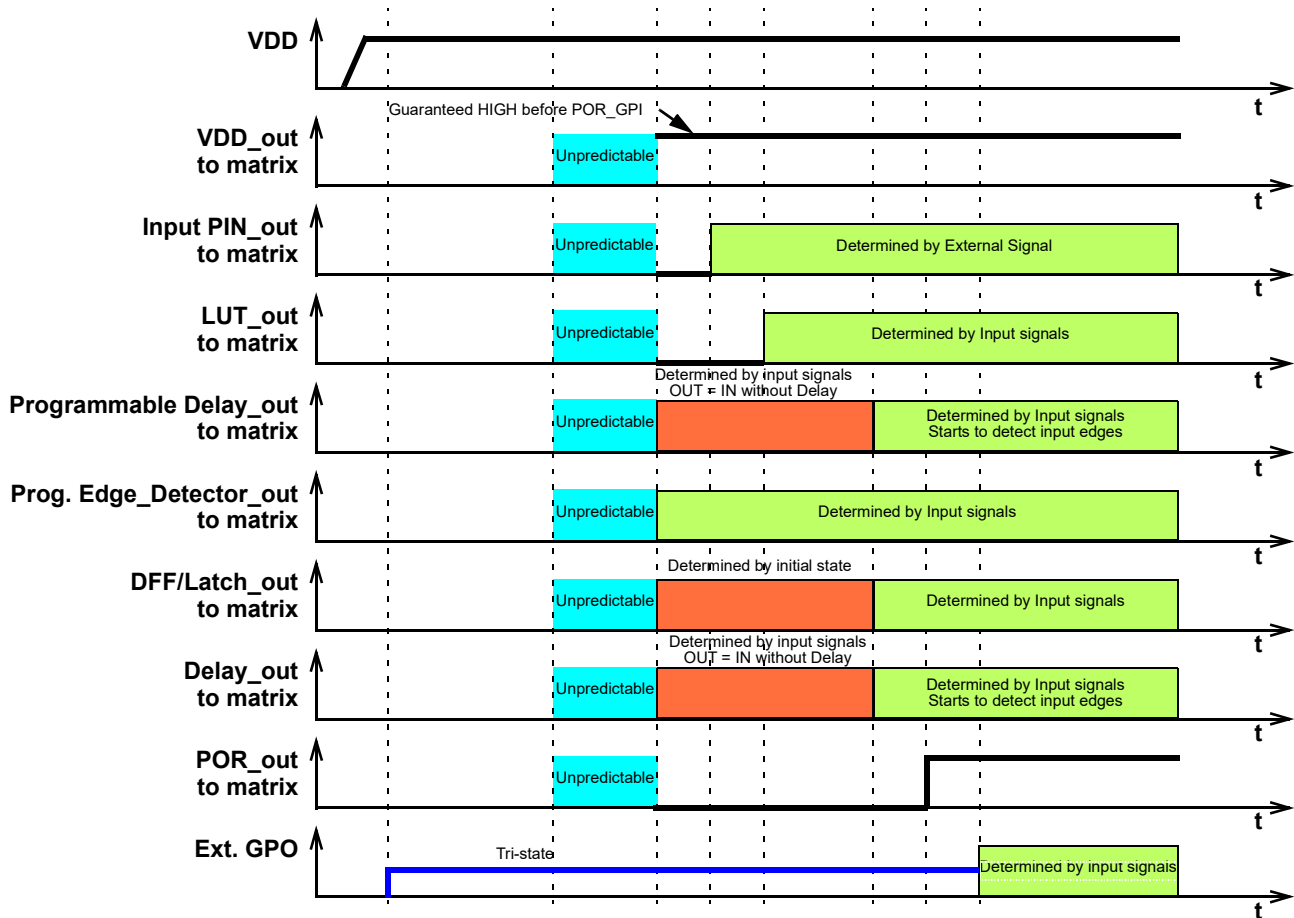 VDD
t
Guaranteed HIGH before POR_GPI
VDD_out
to matrix
Unpredictable
t
Input PIN_out
to matrix
Unpredictable
Determined by External Signal
t
LUT_out
to matrix
Unpredictable
Determined by Input signals
t
Determined by input signals
OUT = IN without Delay
Programmable Delay_out
to matrix
Unpredictable
Determined by Input signals
Starts to detect input edges
t
Prog. Edge_Detector_out
to matrix
Unpredictable
Determined by Input signals
t
Determined by initial state
DFF/Latch_out
to matrix
Unpredictable
Determined by Input signals
t
Determined by input signals
OUT = IN without Delay
Delay_out
to matrix
Unpredictable
Determined by Input signals
Starts to detect input edges
t
POR_out
to matrix
Unpredictable
t
Ext. GPO
Tri-state
Determined by input signals
t